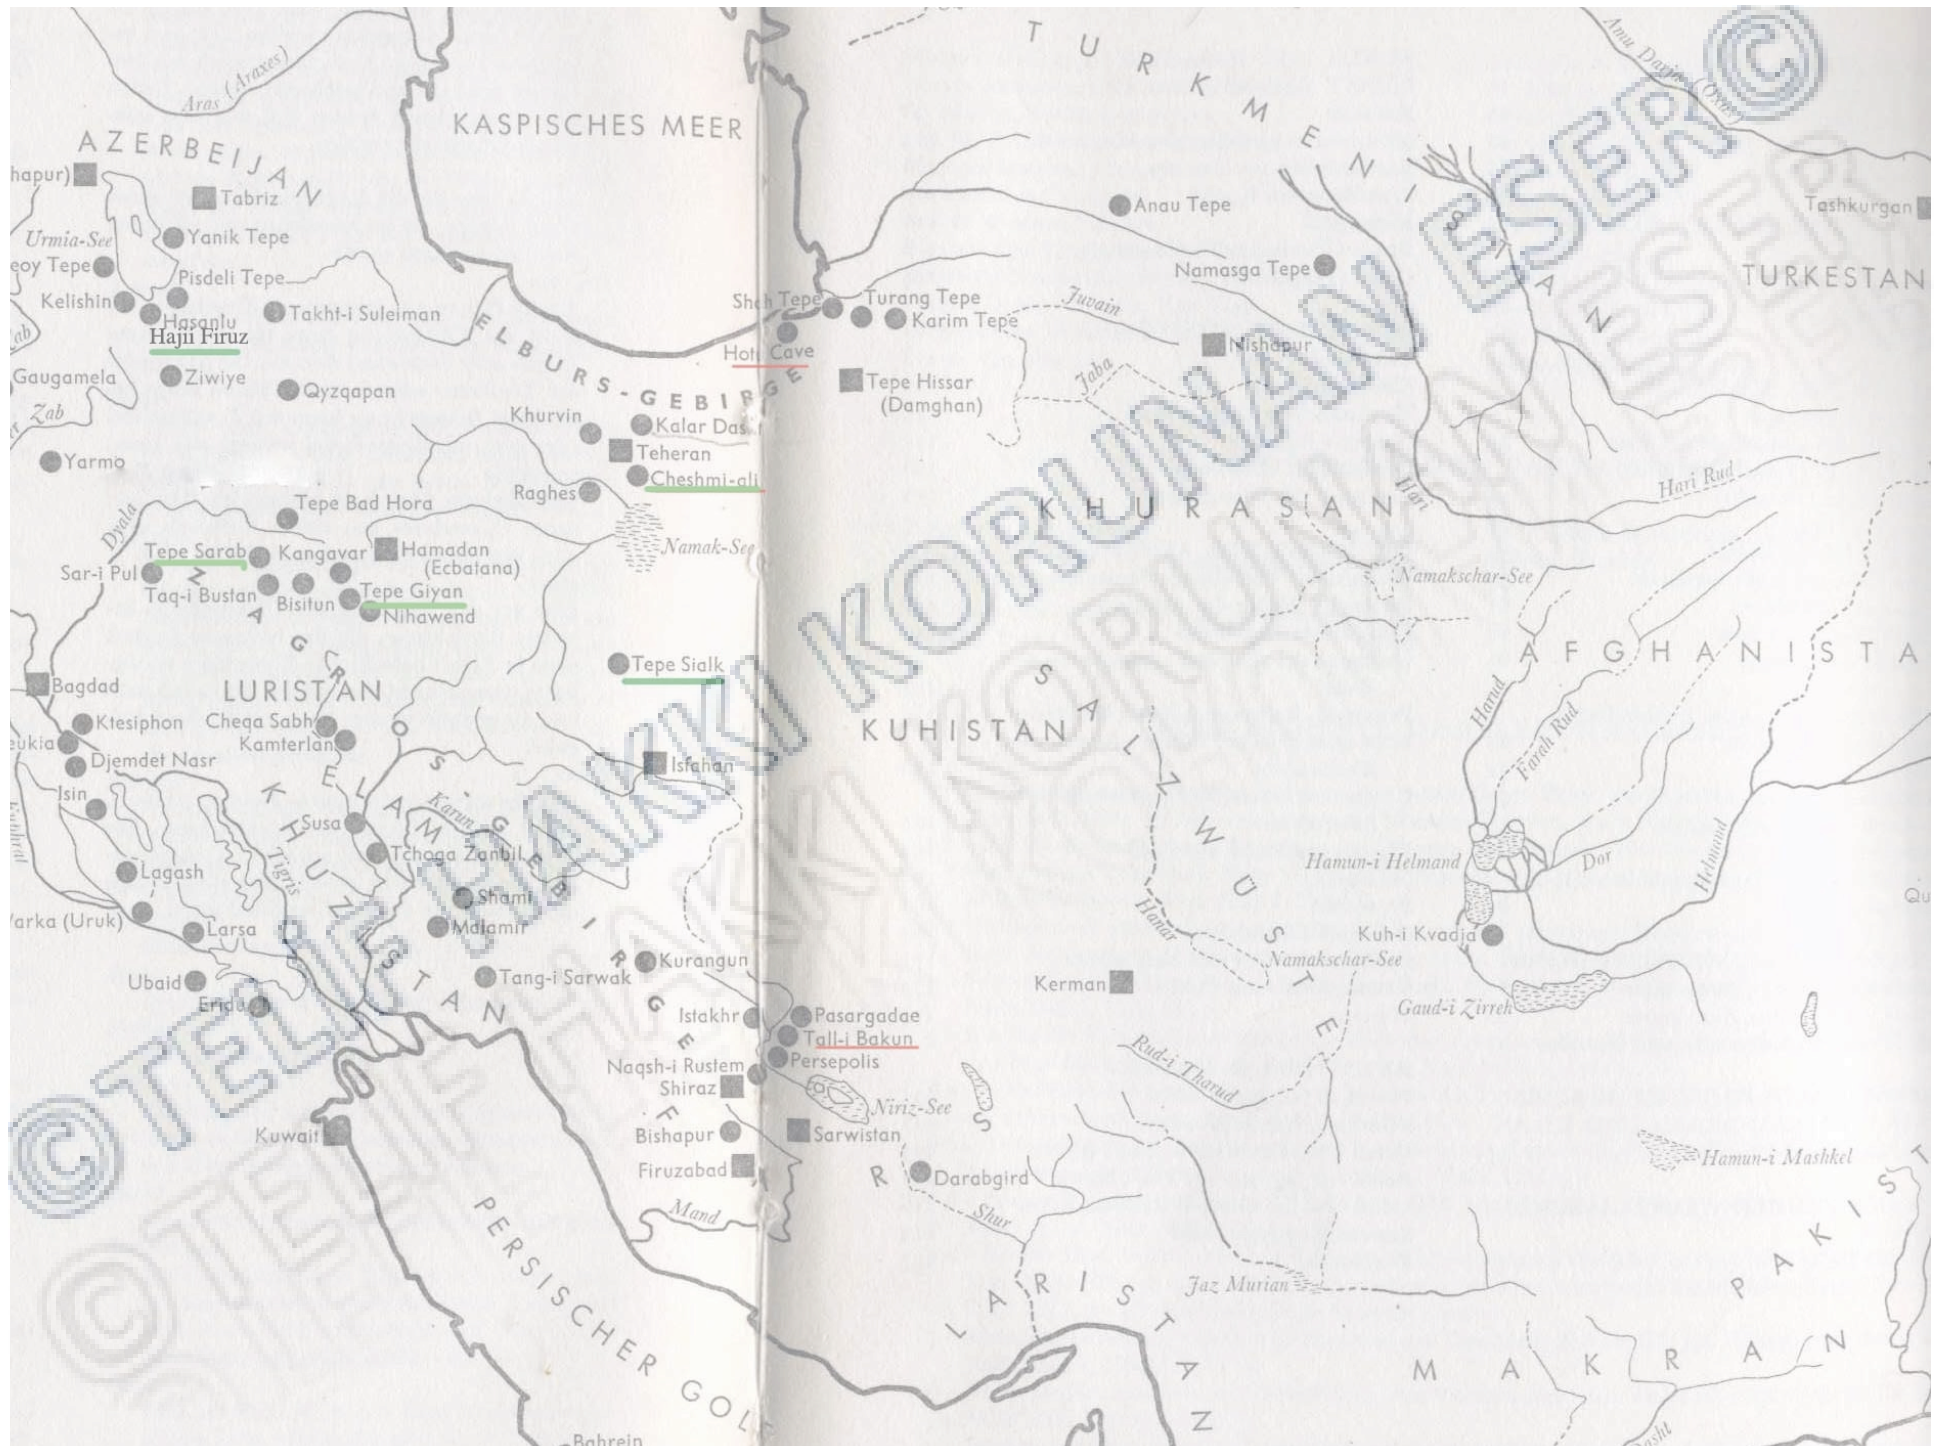 TURKMENISTAN
Amu Darja (Oxus)
Aras (Araxes)
KASPISCHES MEER
AZERBEIJAN
hapur)
Tabriz
Anau Tepe
Tashkurgan
Urmia-See
Yanik Tepe
eoy Tepe
Pisdeli Tepe
Namasga Tepe
TURKESTAN
Kelishin
Hasanlu
Takht-i Suleiman
Shah Tepe
Turang Tepe
Karim Tepe
Juvain
Hajii Firuz
ELBURS-GEBIRGE
Hotu Cave
Nishapur
Gaugamela
Ziwiye
Qyzqapan
Tepe Hissar
(Damghan)
Jaba
Zab
Khurvin
Kalar Dasht
Teheran
Yarmo
Cheshmi-ali
Raghes
Hari Rud
Hari
Tepe Bad Hora
KHURASAN
Dyala
Tepe Sarab
Kangavar
Hamadan
(Ecbatana)
Namak-See
Sar-i Pul
Taq-i Bustan
Bisitun
Tepe Giyan
Nihawend
Namakschar-See
ZAGROS-GEBIRGE
AFGHANISTA
Tepe Sialk
SALZWÜSTE
Bagdad
LURISTAN
Harud
Farah Rud
KUHISTAN
Ktesiphon
Cheqa Sabh
eukia
Kamterlan
Djemdet Nasr
Isfahan
Isin
ELAM
Karun
KHUZISTAN
Susa
Tchoga Zanbil
Hamun-i Helmand
Dor
Helmand
Lagash
Tigris
Shami
Qu
Varka (Uruk)
Larsa
Malamir
Hanar
Kuh-i Kvadja
Kurangun
Namakschar-See
Ubaid
Tang-i Sarwak
Kerman
Eridu
Gaud-i Zirreh
Istakhr
Pasargadae
Tall-i Bakun
Persepolis
Naqsh-i Rustem
Rud-i Tharud
Shiraz
Niriz-See
FARS
Kuwait
Bishapur
Sarwistan
Hamun-i Mashkel
Firuzabad
Darabgird
Mand
Shur
PERSISCHER GOLF
PAKIST
Jaz Murian
LARISTAN
MAKRAN
Bahrein
©TELİF HAKKI KORUNAN ESER©